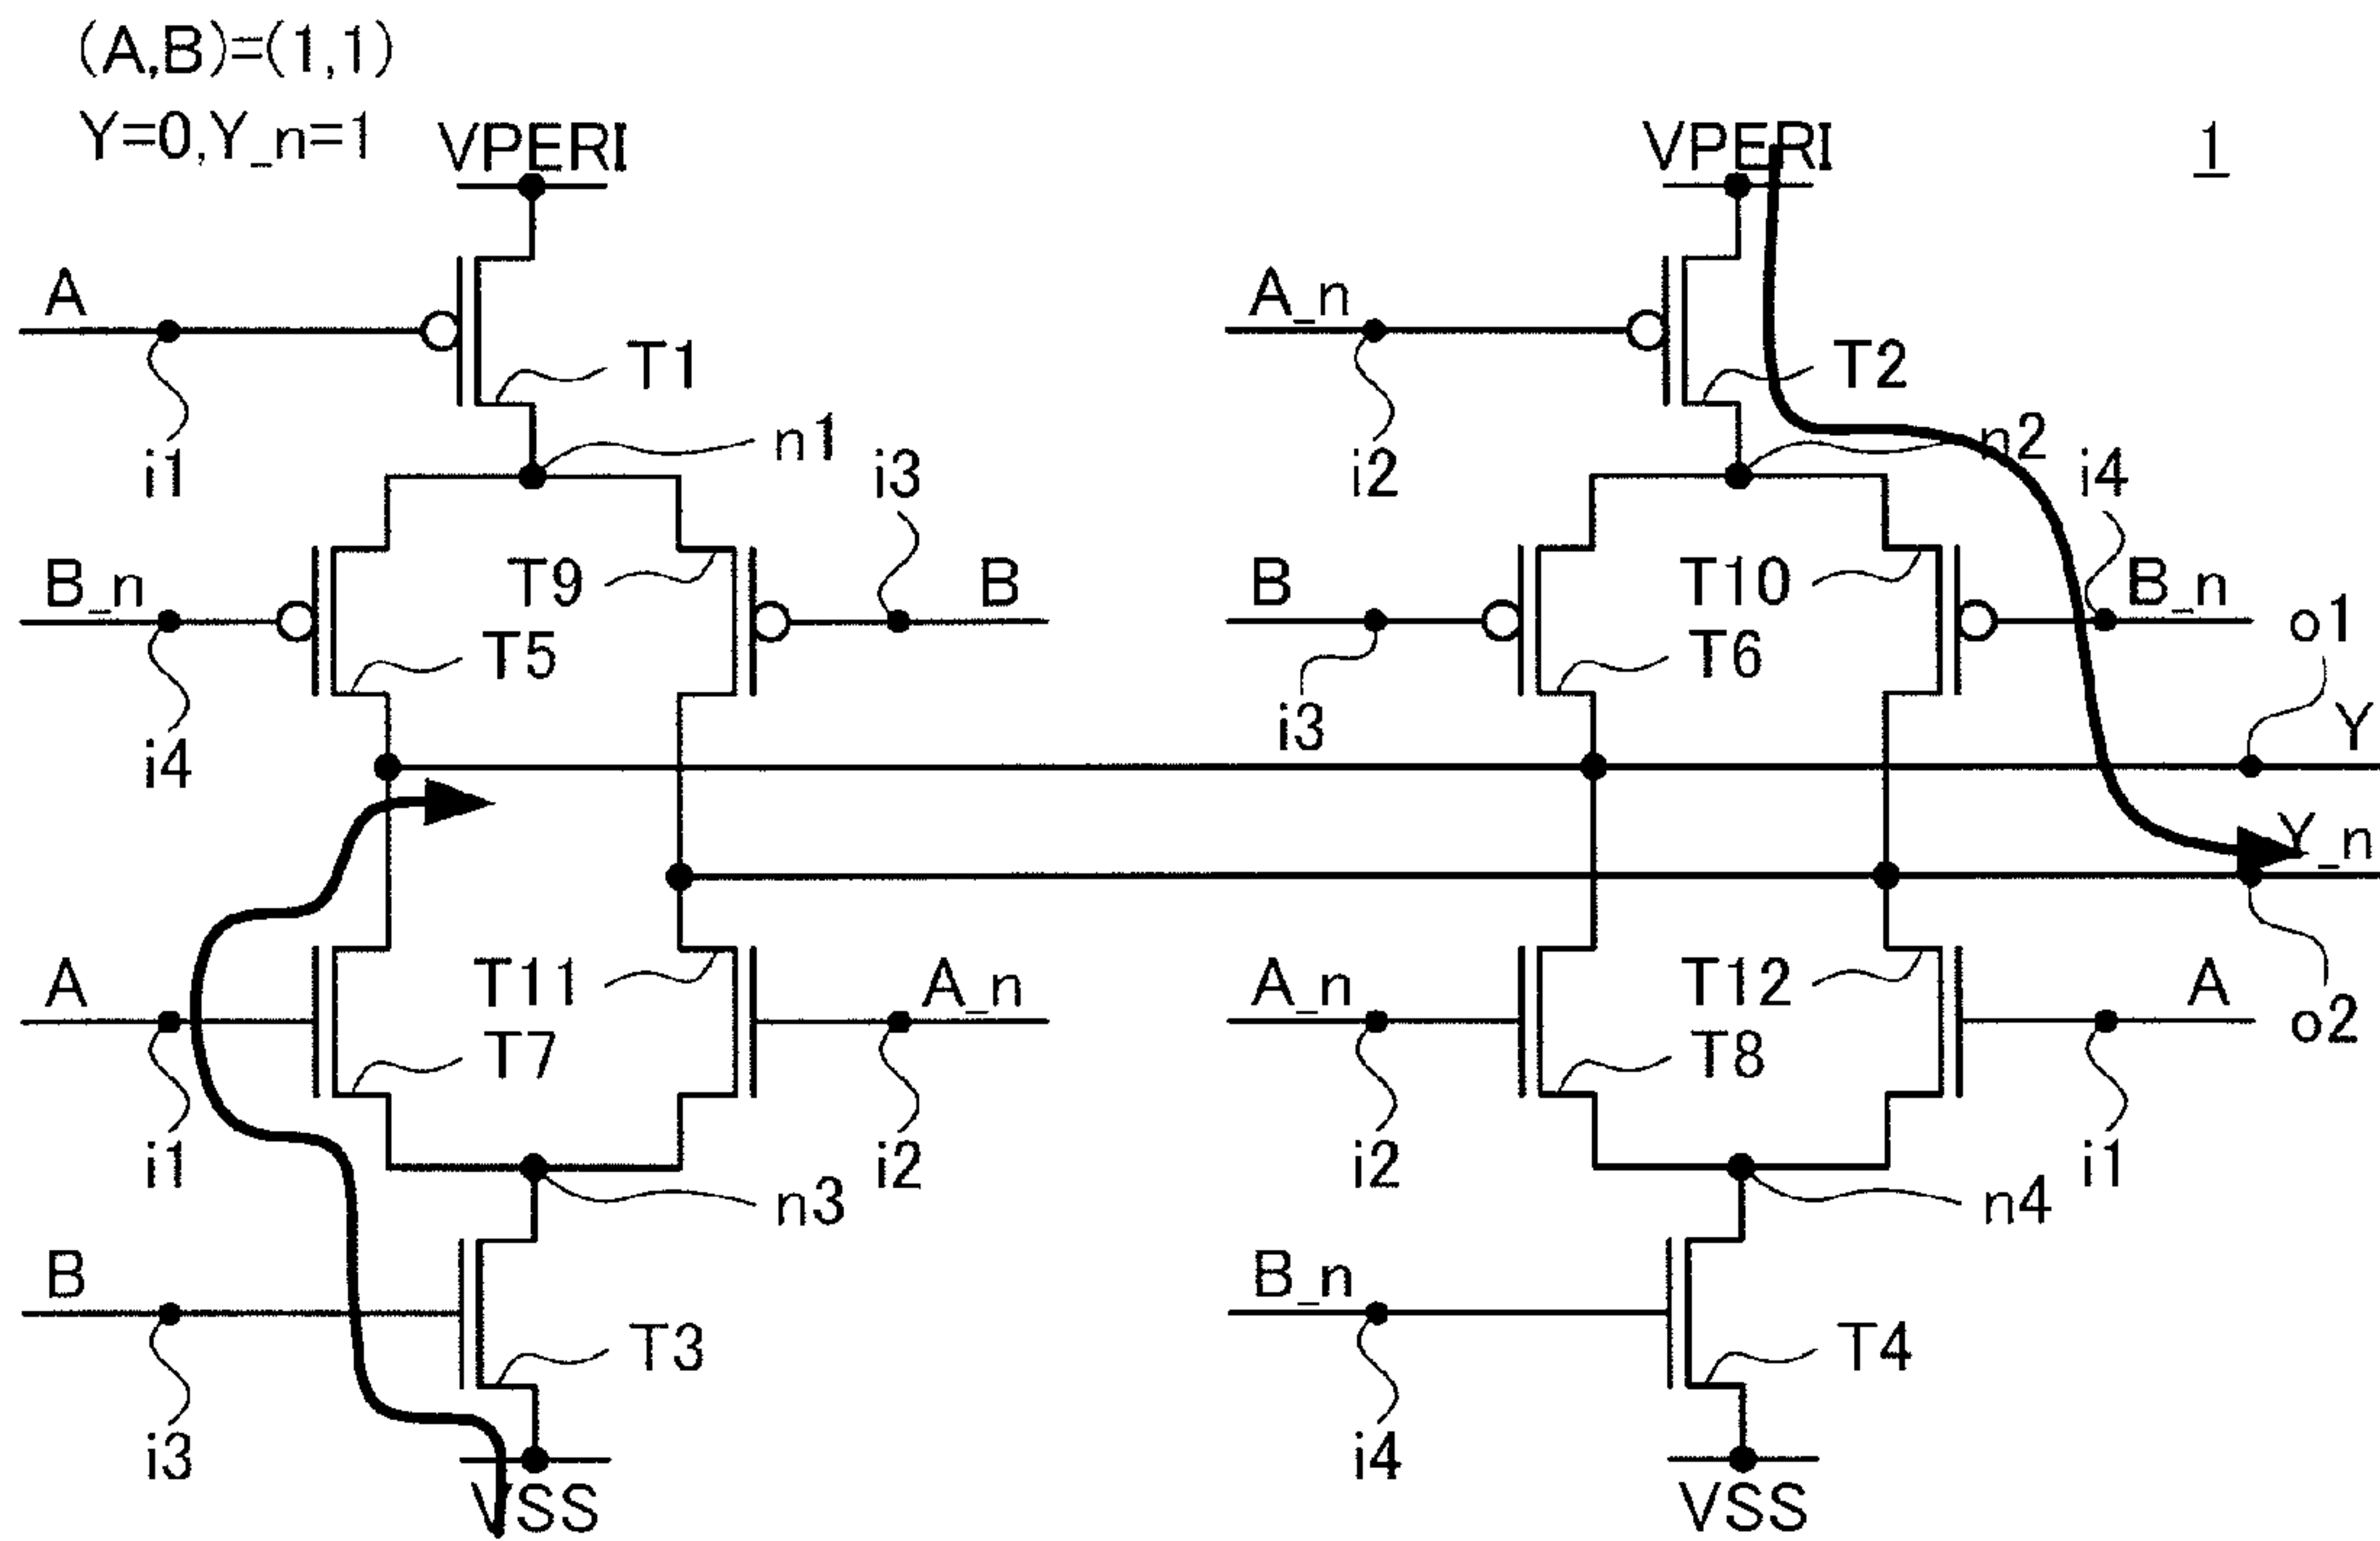 (A,B)=(1,1)
Y=0,Y_n=1
VPERI
VPERI
1
A
T1
i1
n1
A_n
T2
i2
n2
i3
i4
B_n
T9
T5
B
i4
B
T10
T6
B_n
i3
o1
Y
Y_n
A
T11
T7
A_n
i1
i2
n3
A_n
T12
T8
A
o2
i2
i1
n4
B
T3
i3
VSS
B_n
T4
i4
VSS